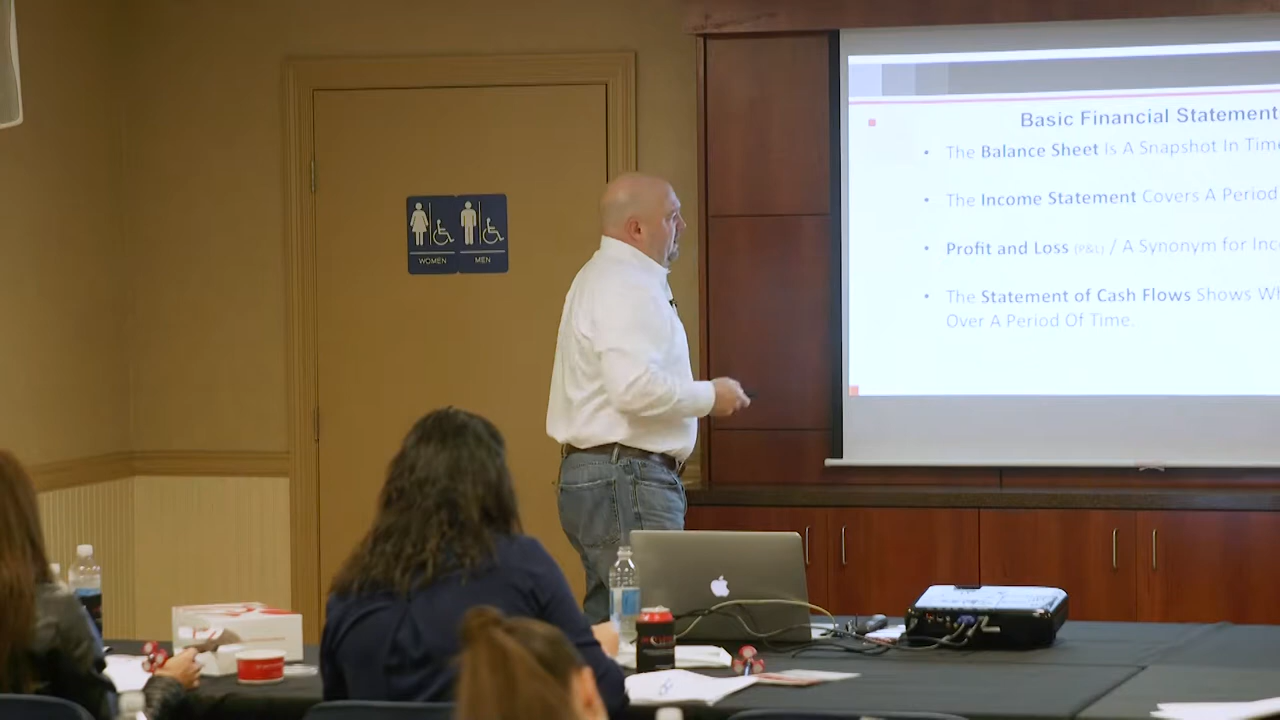 Basic Financial Statement
• The Balance Sheet Is A Snapshot In Time
• The Income Statement Covers A Period
• Profit and Loss (P&L) / A Synonym for Inc
• The Statement of Cash Flows Shows Wh
Over A Period Of Time.
WOMEN MEN